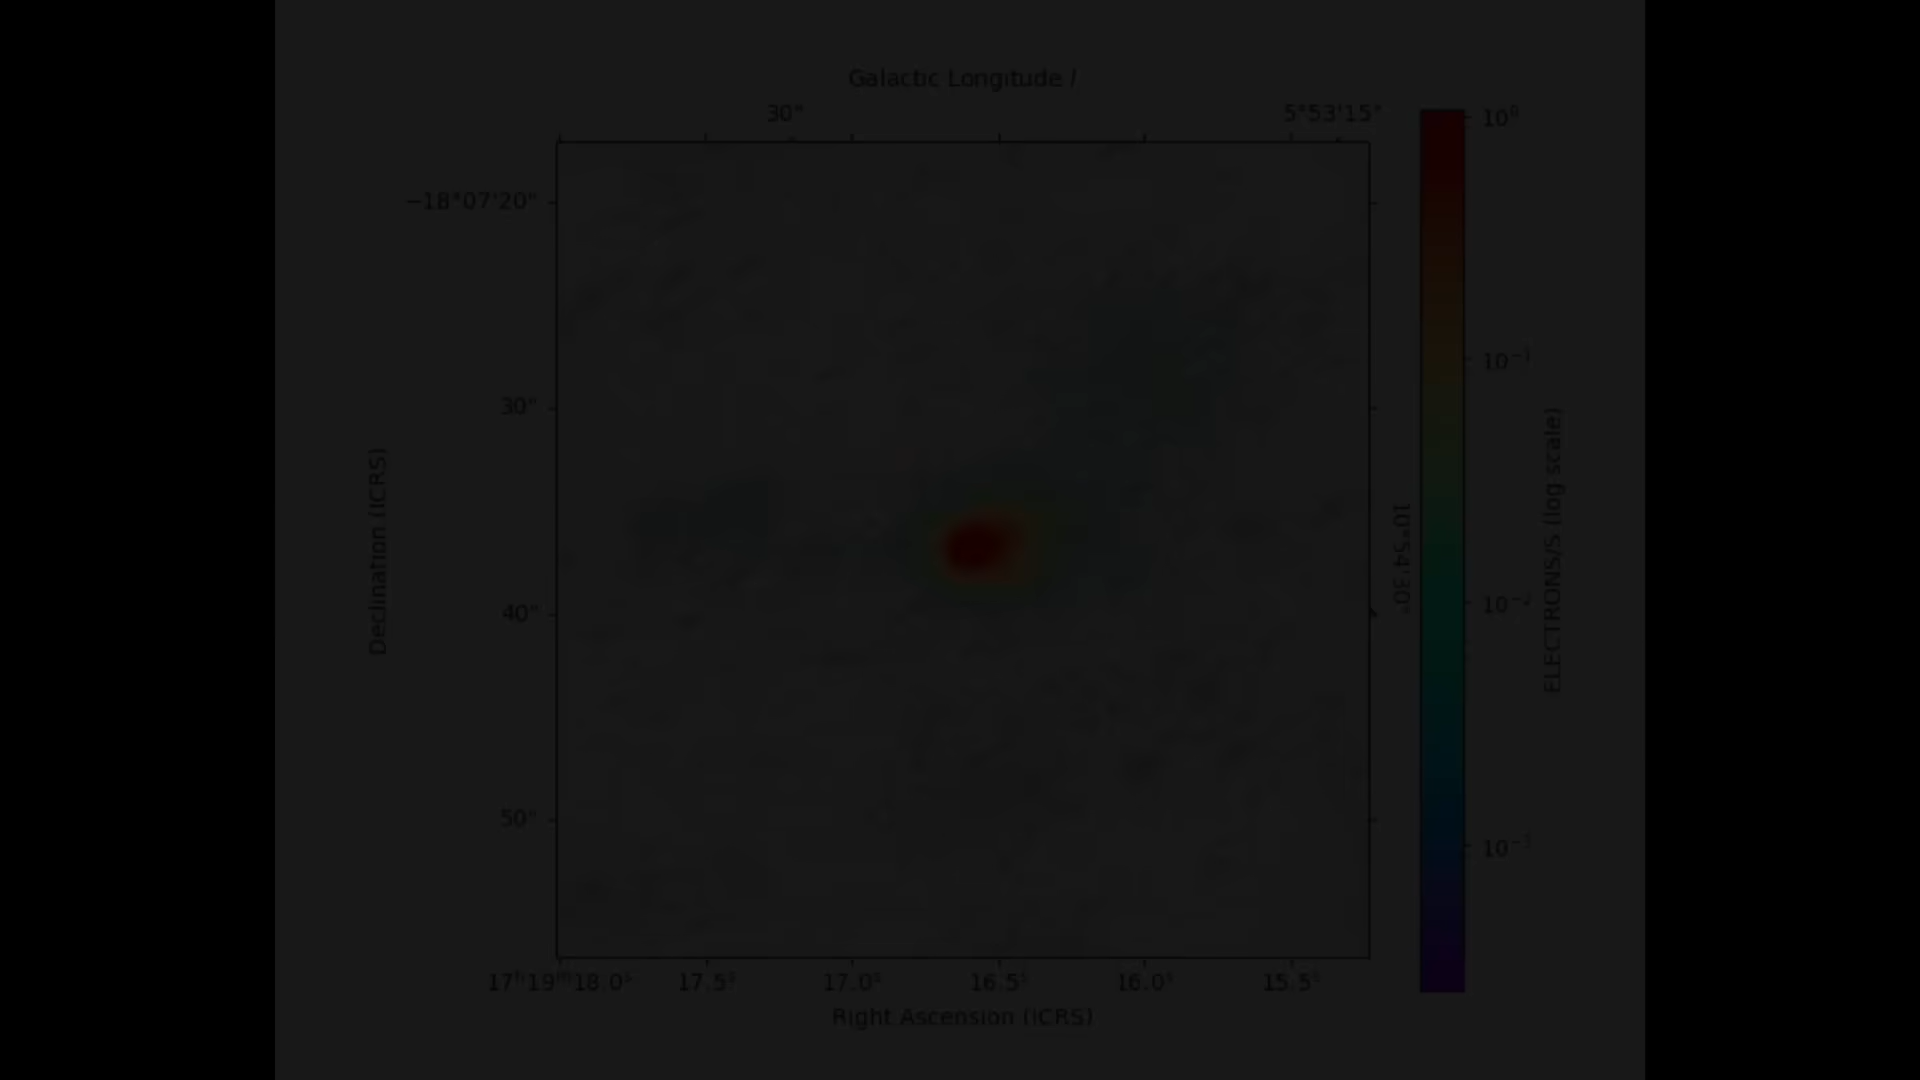 Galactic Longitude l
30"
5°53'15"
10⁰
−18°07'20"
10⁻¹
30"
Declination (ICRS)
10°54'30"
ELECTRONS/S (log scale)
10⁻²
40"
50"
10⁻³
17ʰ19ᵐ18.0ˢ
17.5ˢ
17.0ˢ
16.5ˢ
16.0ˢ
15.5ˢ
Right Ascension (ICRS)